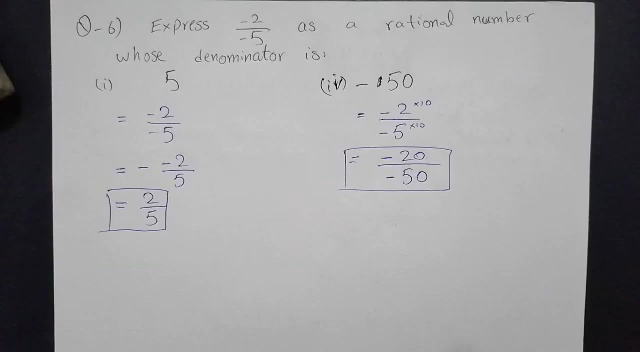 Q-6) Express -2/-5 as a rational number
whose denominator is:
(i) 5
= -2/-5
= - -2/5
= 2/5
(iv) - 50
= -2×10/-5×10
= -20/-50